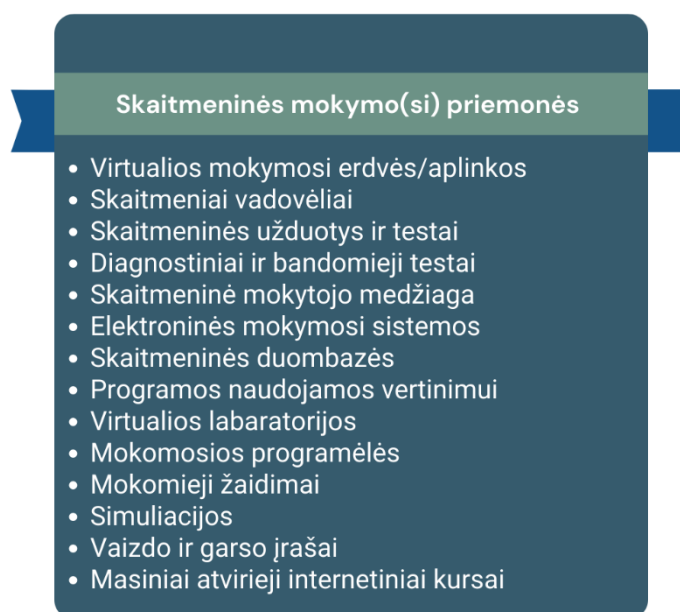 Skaitmeninės mokymo(si) priemonės
• Virtualios mokymosi erdvės/aplinkos
• Skaitmeniai vadovėliai
• Skaitmeninės užduotys ir testai
• Diagnostiniai ir bandomieji testai
• Skaitmeninė mokytojo medžiaga
• Elektroninės mokymosi sistemos
• Skaitmeninės duombazės
• Programos naudojamos vertinimui
• Virtualios labaratorijos
• Mokomosios programėlės
• Mokomieji žaidimai
• Simuliacijos
• Vaizdo ir garso įrašai
• Masiniai atvirieji internetiniai kursai